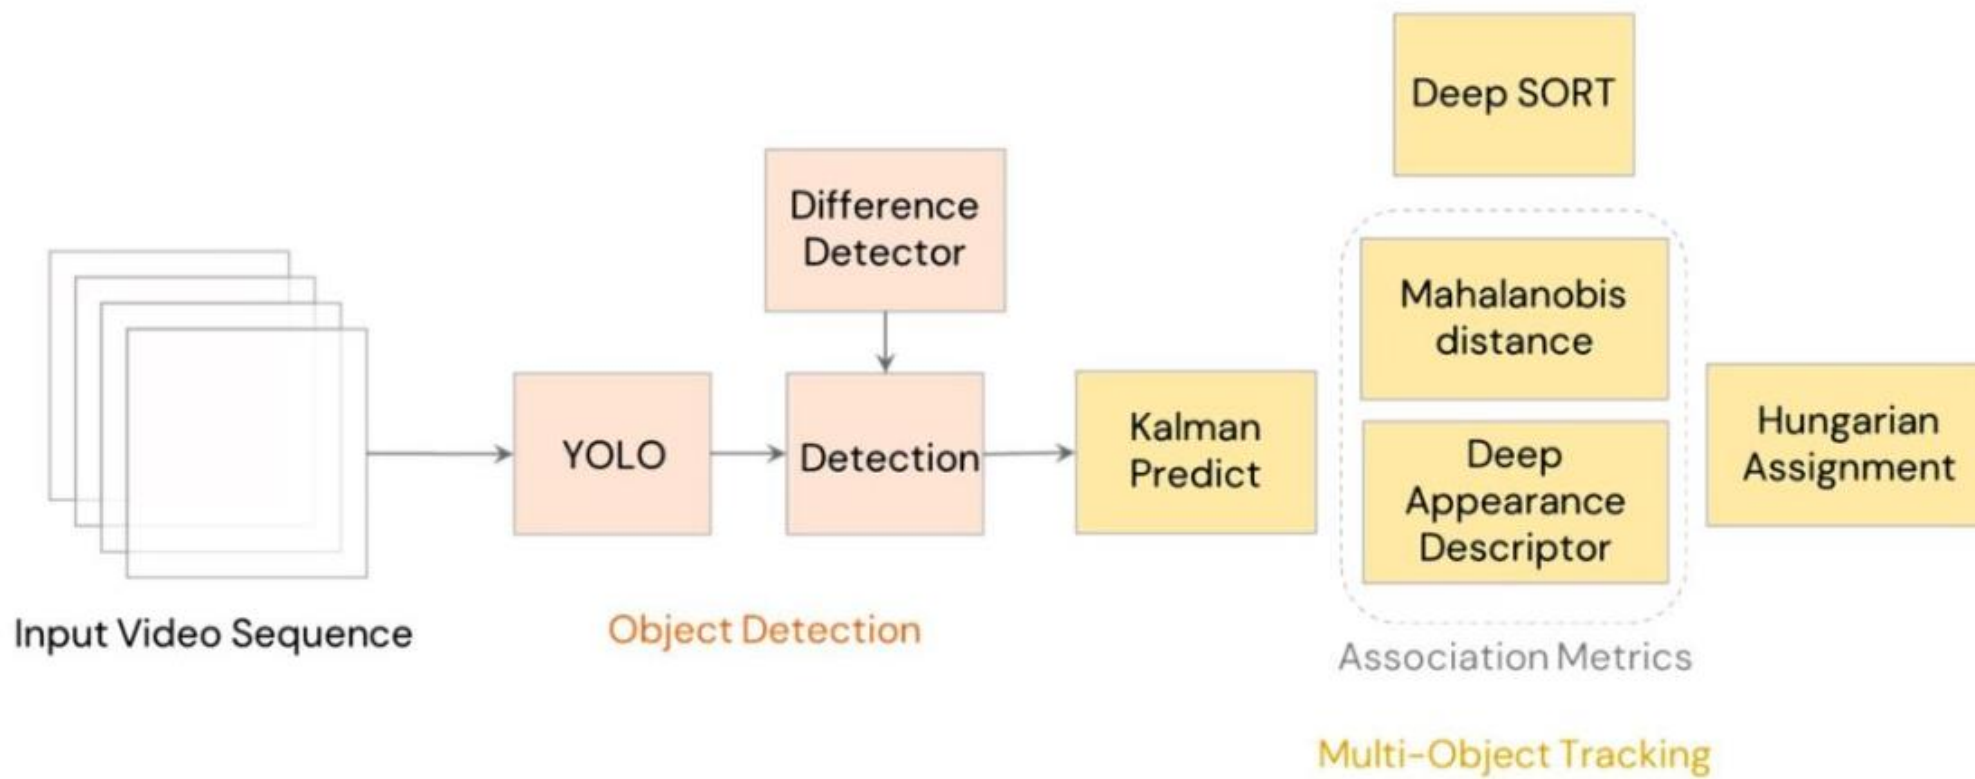 Deep SORT
Difference
Detector
Mahalanobis
distance
YOLO
Detection
Kalman
Predict
Deep
Appearance
Descriptor
Hungarian
Assignment
Input Video Sequence
Object Detection
Association Metrics
Multi-Object Tracking